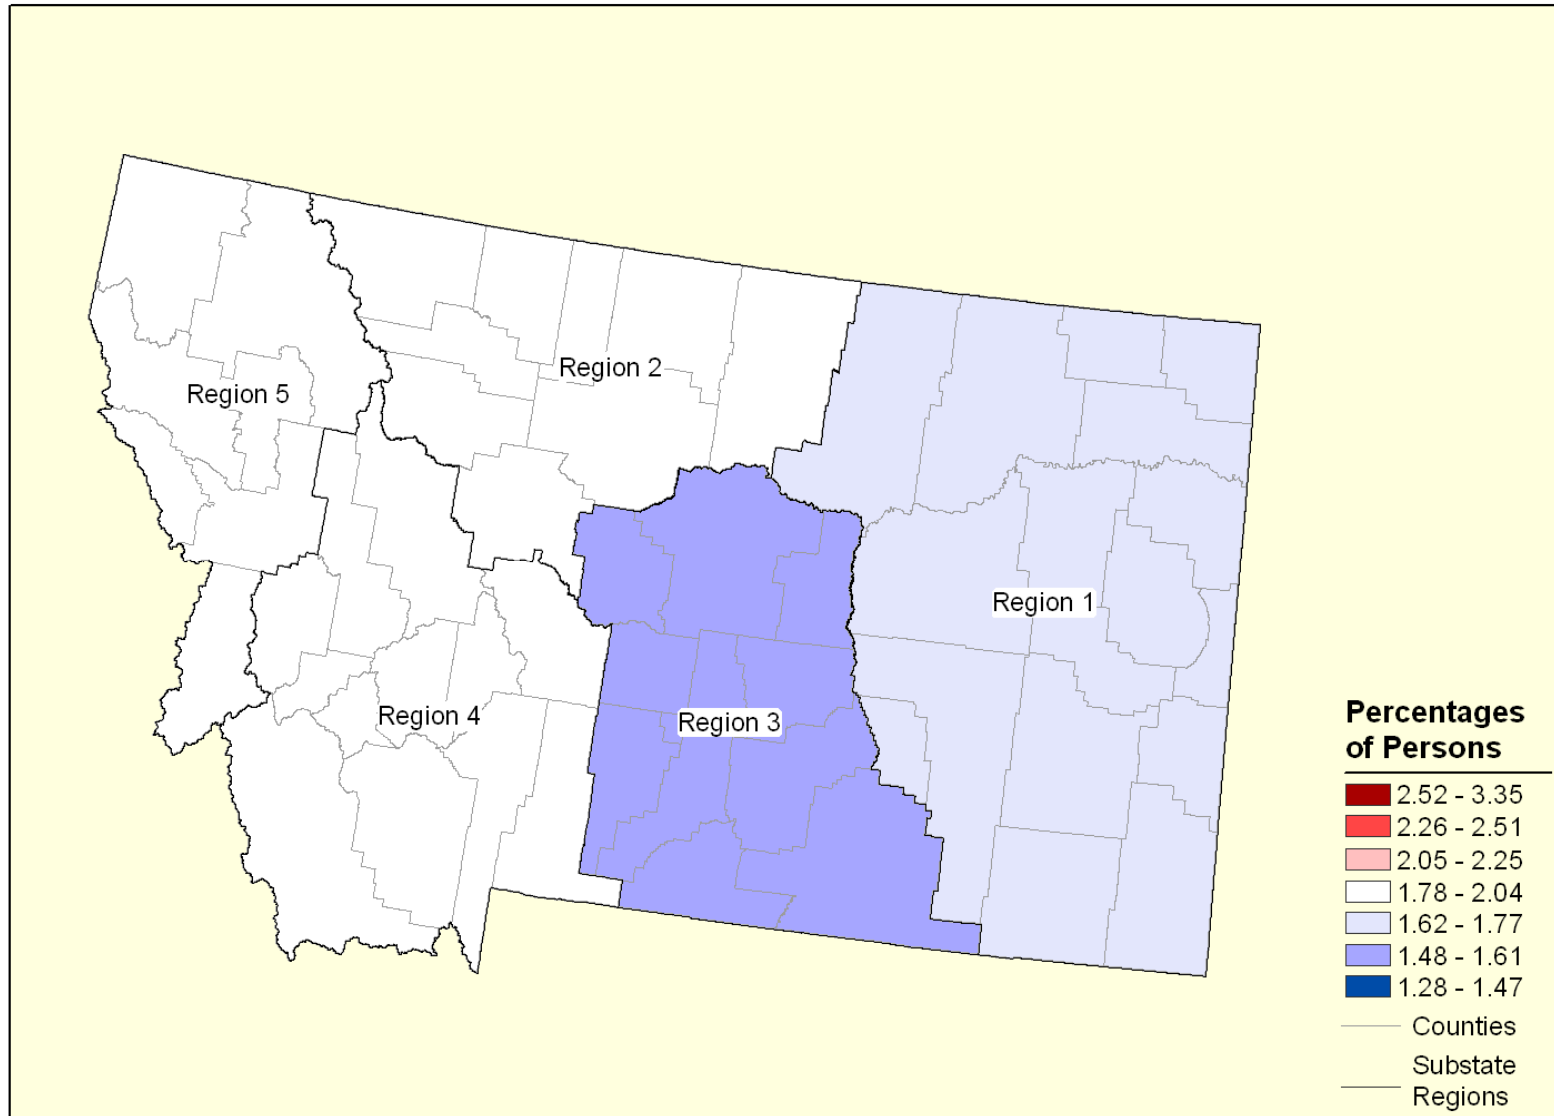 Region 2
Region 5
Region 1
Region 4
Region 3
Percentages
of Persons
2.52 - 3.35
2.26 - 2.51
2.05 - 2.25
1.78 - 2.04
1.62 - 1.77
1.48 - 1.61
1.28 - 1.47
Counties
Substate
Regions